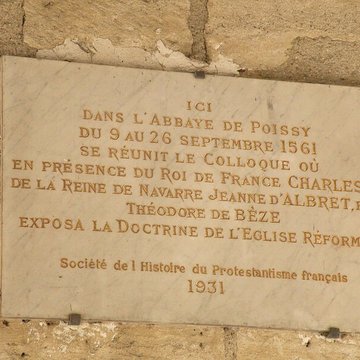 ICI
DANS L'ABBAYE DE POISSY
DU 9 AU 26 SEPTEMBRE 1561
SE RÉUNIT LE COLLOQUE OÙ
EN PRÉSENCE DU ROI DE FRANCE CHARLES
DE LA REINE DE NAVARRE JEANNE D'ALBRET,
THÉODORE DE BÈZE
EXPOSA LA DOCTRINE DE L'EGLISE RÉFORM
Société de l Histoire du Protestantisme français
1931